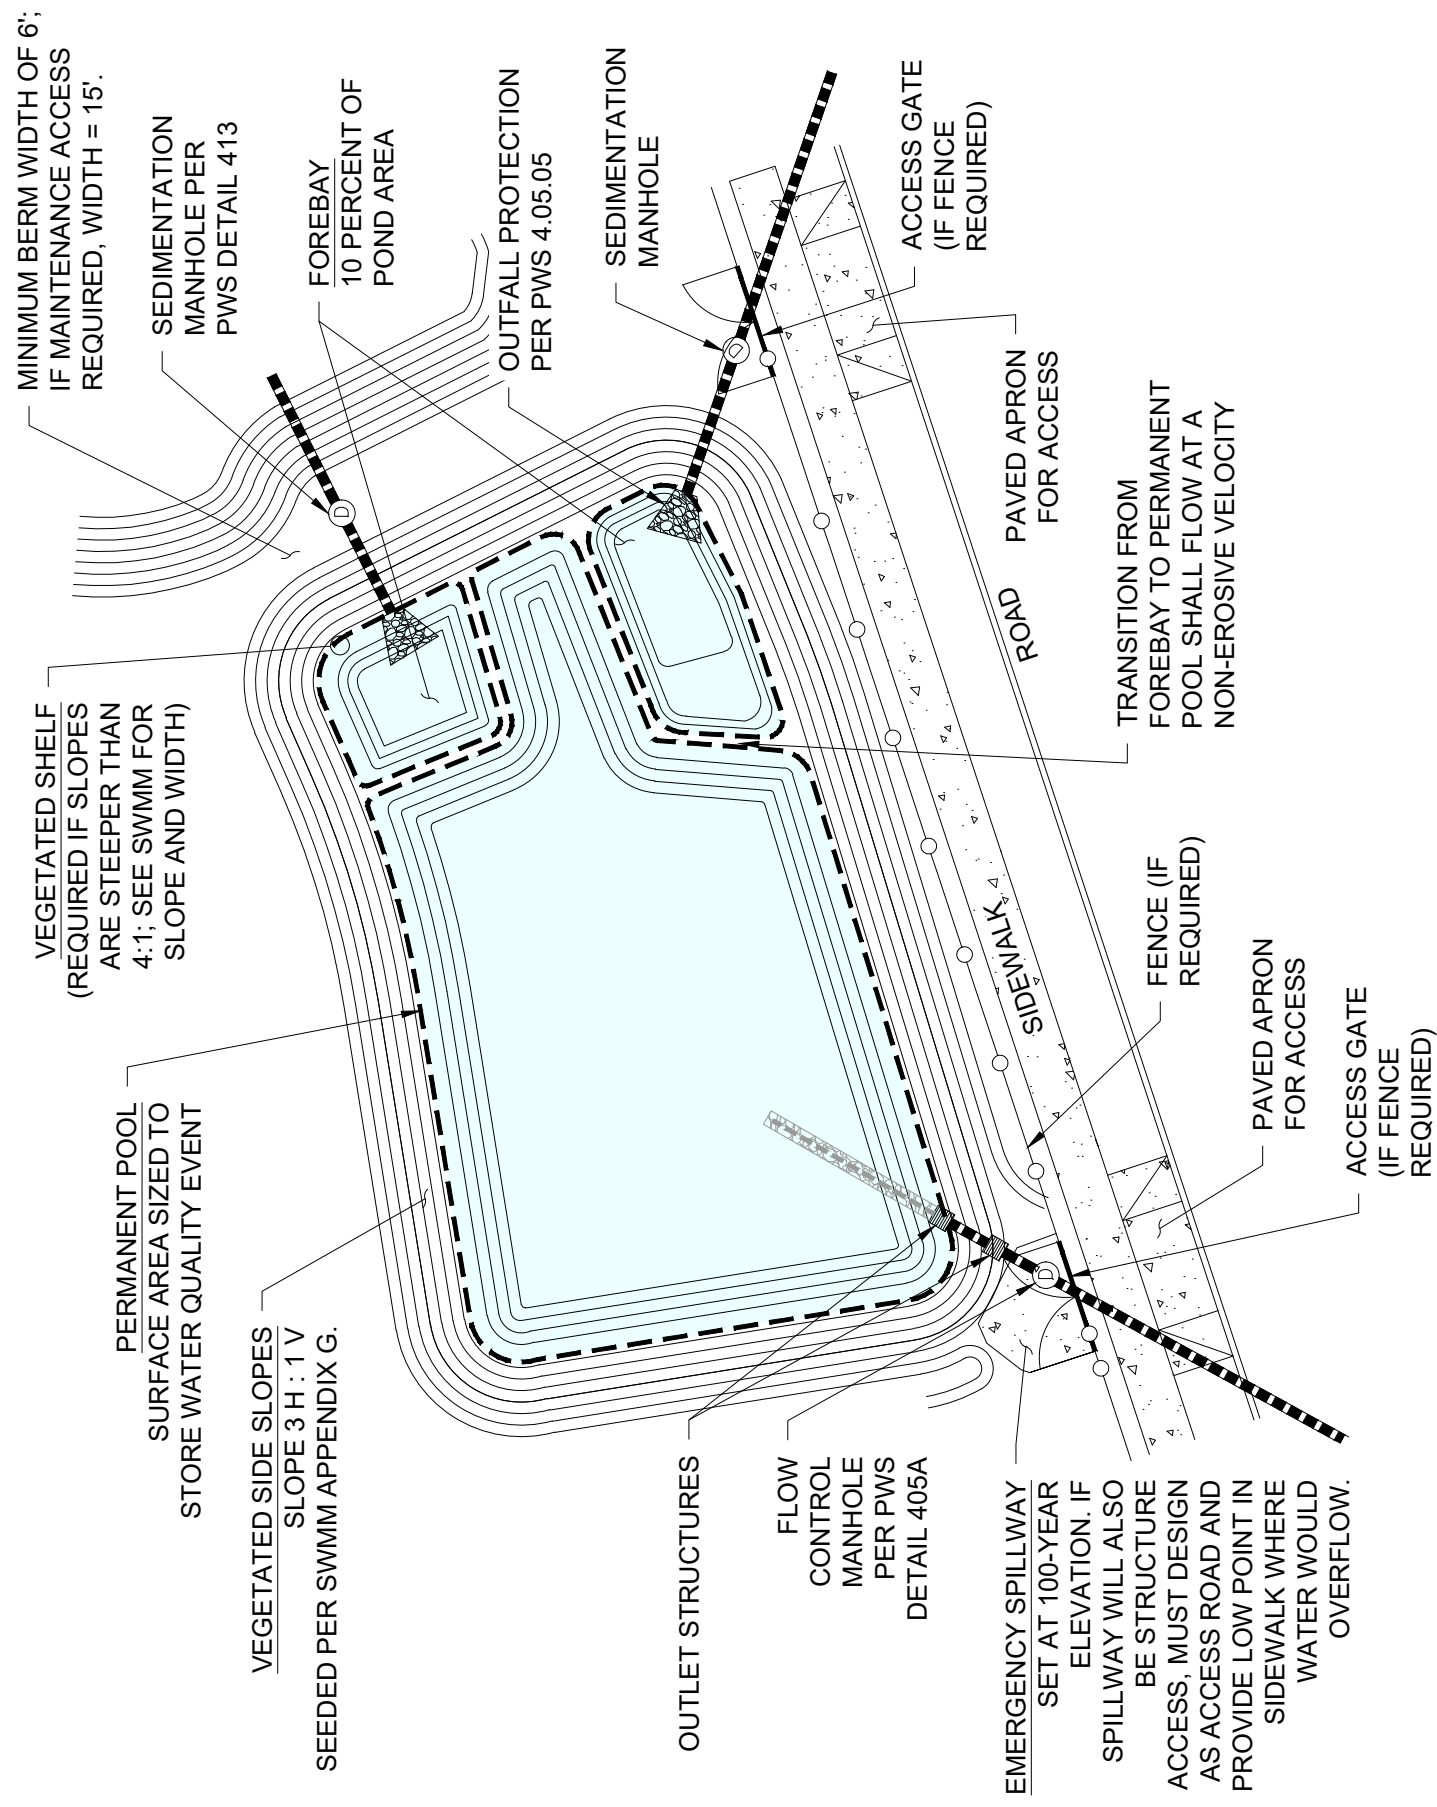 MINIMUM BERM WIDTH OF 6';
IF MAINTENANCE ACCESS
REQUIRED, WIDTH = 15'.
SEDIMENTATION
MANHOLE PER
PWS DETAIL 413
FOREBAY
10 PERCENT OF
POND AREA
OUTFALL PROTECTION
PER PWS 4.05.05
SEDIMENTATION
MANHOLE
ACCESS GATE
(IF FENCE
REQUIRED)
VEGETATED SHELF
(REQUIRED IF SLOPES
ARE STEEPER THAN
4:1; SEE SWMM FOR
SLOPE AND WIDTH)
PAVED APRON
FOR ACCESS
TRANSITION FROM
FOREBAY TO PERMANENT
POOL SHALL FLOW AT A
NON-EROSIVE VELOCITY
ROAD
SIDEWALK
D
D
D
PERMANENT POOL
SURFACE AREA SIZED TO
STORE WATER QUALITY EVENT
FENCE (IF
REQUIRED)
PAVED APRON
FOR ACCESS
ACCESS GATE
(IF FENCE
REQUIRED)
VEGETATED SIDE SLOPES
SLOPE 3 H : 1 V
SEEDED PER SWMM APPENDIX G.
OUTLET STRUCTURES
FLOW
CONTROL
MANHOLE
PER PWS
DETAIL 405A
EMERGENCY SPILLWAY
SET AT 100-YEAR
ELEVATION. IF
SPILLWAY WILL ALSO
BE STRUCTURE
ACCESS, MUST DESIGN
AS ACCESS ROAD AND
PROVIDE LOW POINT IN
SIDEWALK WHERE
WATER WOULD
OVERFLOW.